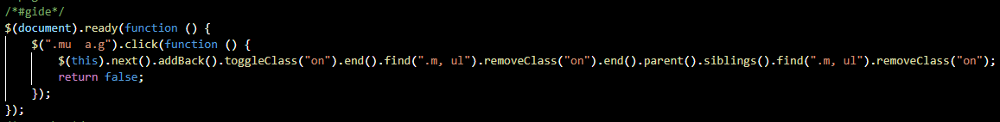 /*#gide*/
$(document).ready(function () {
$(".mu  a.g").click(function () {
$(this).next().addBack().toggleClass("on").end().find(".m, ul").removeClass("on").end().parent().siblings().find(".m, ul").removeClass("on");
return false;
});
});